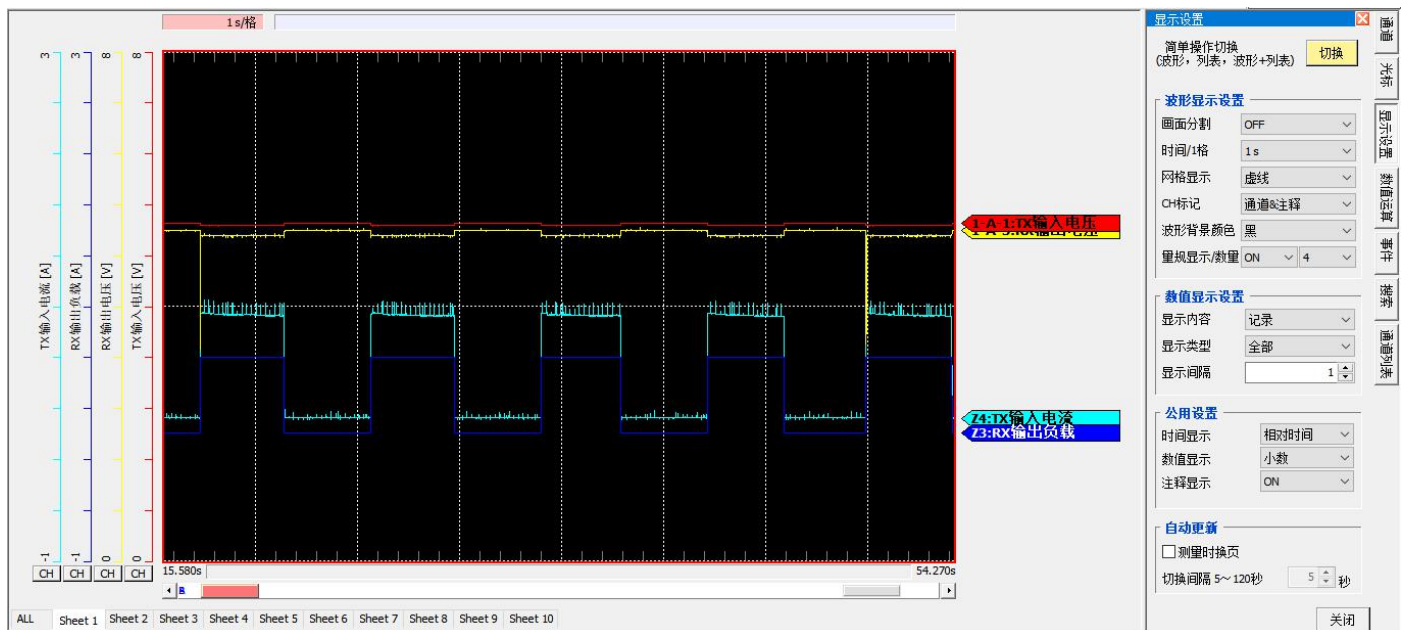 1 s/格
3
3
8
8
TX输入电流 [A]
RX输出负载 [A]
RX输出电压 [V]
TX输入电压 [V]
-1
-1
0
0
CH
CH
CH
CH
15.580s
54.270s
1-A-1:TX输入电压
Z4:TX输入电流
Z3:RX输出负载
ALL
Sheet 1
Sheet 2
Sheet 3
Sheet 4
Sheet 5
Sheet 6
Sheet 7
Sheet 8
Sheet 9
Sheet 10
显示设置
简单操作切换
(波形，列表，波形+列表)
切换
波形显示设置
画面分割 OFF
时间/1格 1 s
网格显示 虚线
CH标记 通道&注释
波形背景颜色 黑
量规显示/数量 ON 4
数值显示设置
显示内容 记录
显示类型 全部
显示间隔 1
公用设置
时间显示 相对时间
数值显示 小数
注释显示 ON
自动更新
测量时换页
切换间隔 5～120秒 5 秒
关闭
通道
光标
显示设置
数值运算
事件
搜索
通道列表